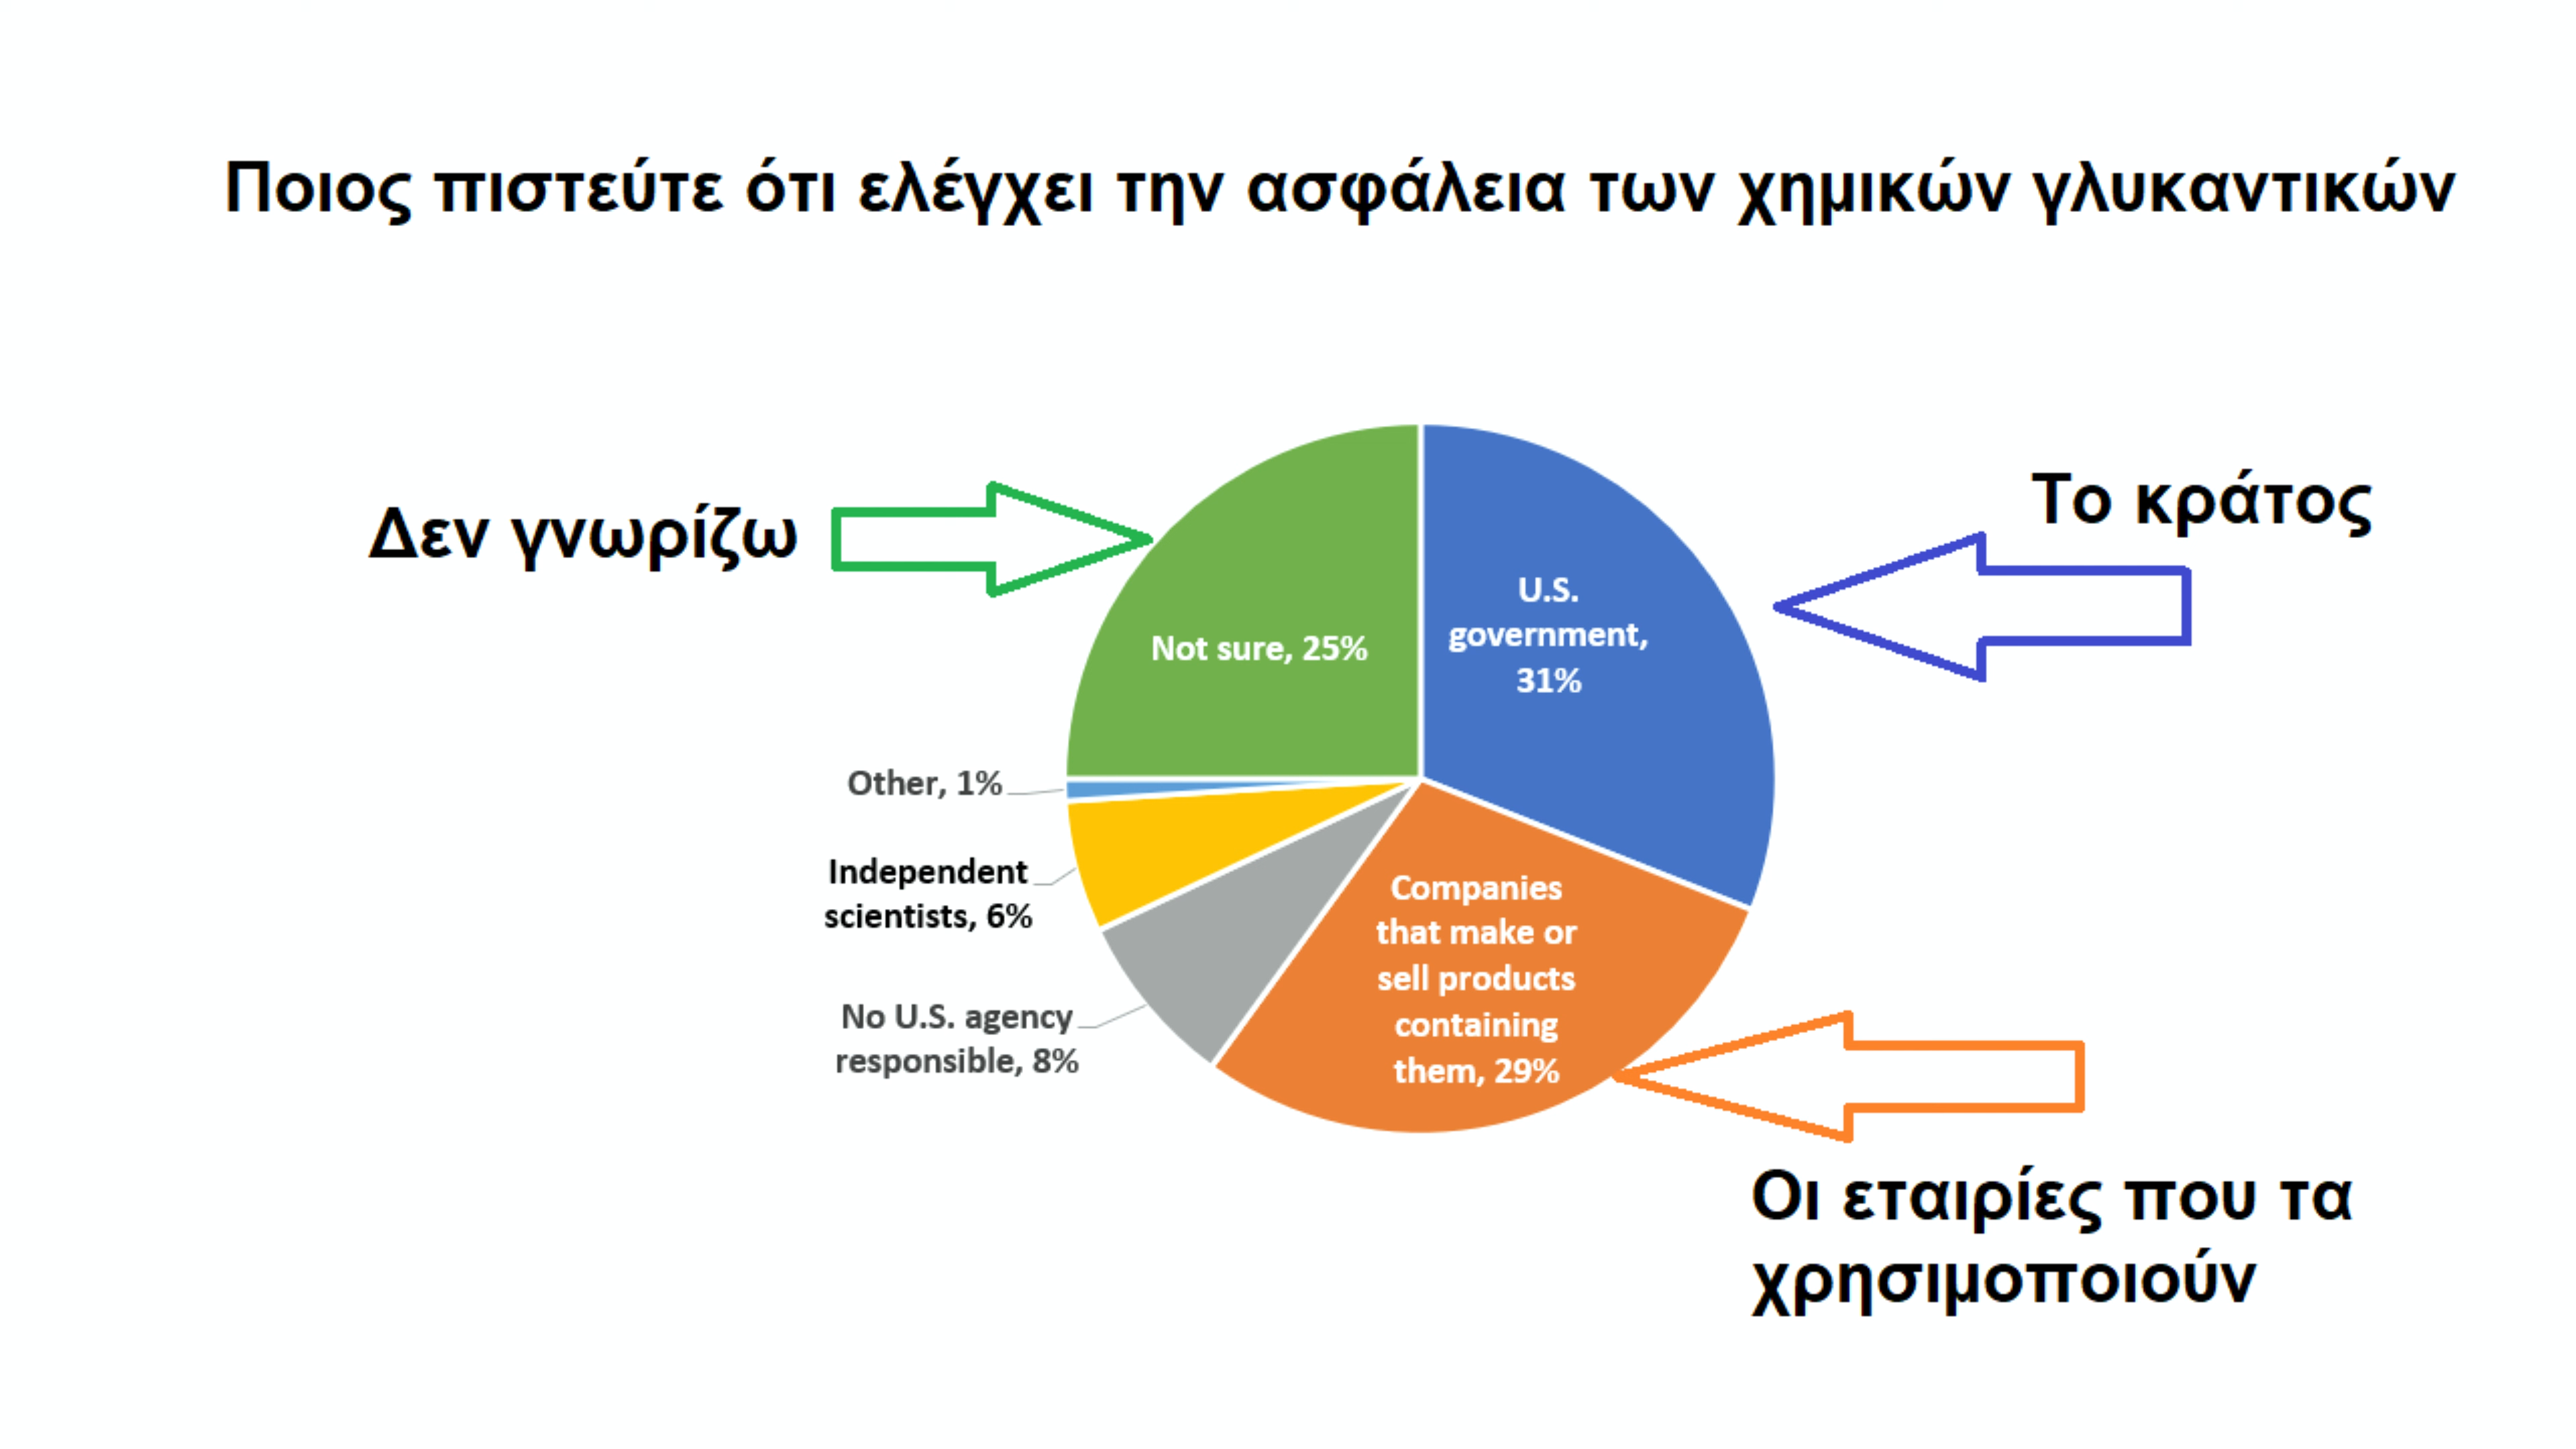 Ποιος πιστεύτε ότι ελέγχει την ασφάλεια των χημικών γλυκαντικών
Το κράτος
Δεν γνωρίζω
U.S.
government,
31%
Not sure, 25%
Other, 1%
Independent
scientists, 6%
Companies
that make or
sell products
containing
them, 29%
No U.S. agency
responsible, 8%
Οι εταιρίες που τα
χρησιμοποιούν